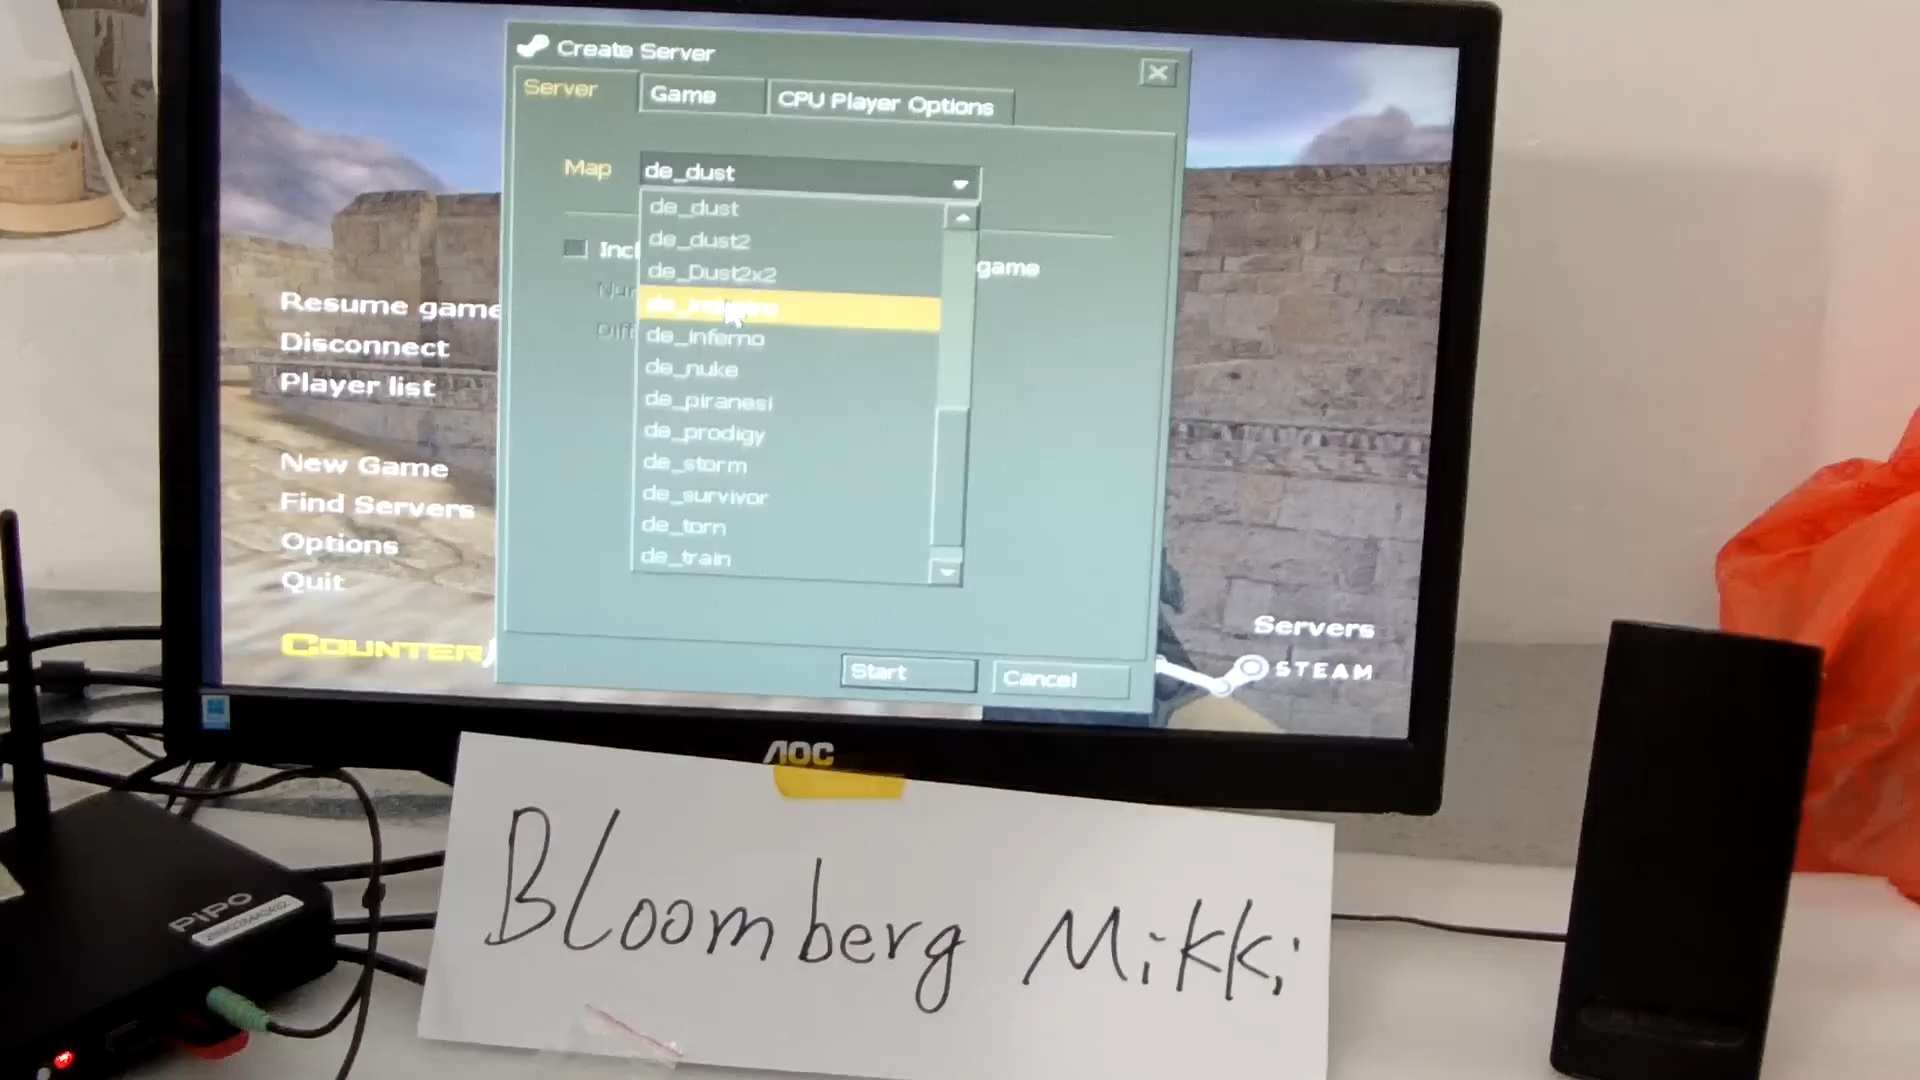 Create Server
Server Game CPU Player Options
Map de_dust
de_dust
de_dust2
de_Dust2x2
de_inferno
de_nuke
de_piranesi
de_prodigy
de_storm
de_survivor
de_torn
de_train
game
Start Cancel
Resume game
Disconnect
Player list
New Game
Find Servers
Options
Quit
COUNTER
Servers
STEAM
AOC
PIPO
Bloomberg Mikki